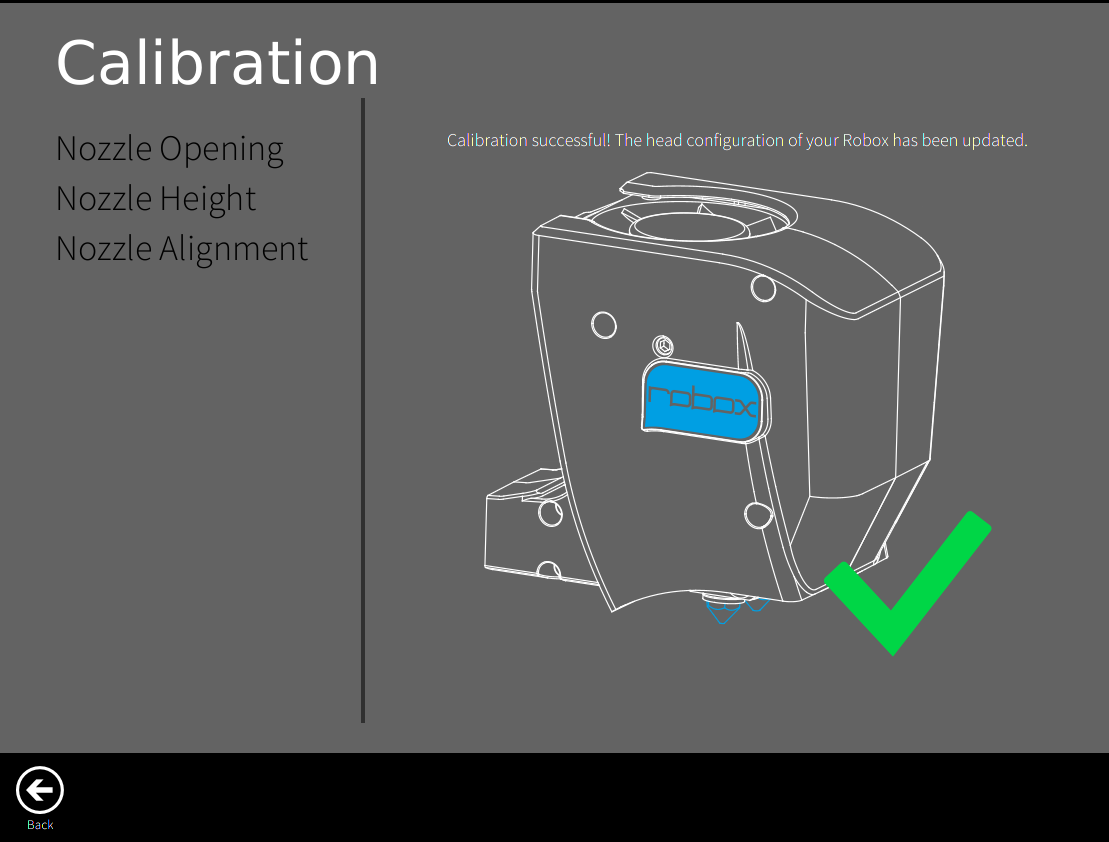 Calibration
Nozzle Opening
Nozzle Height
Nozzle Alignment
Calibration successful! The head configuration of your Robox has been updated.
robox
Back